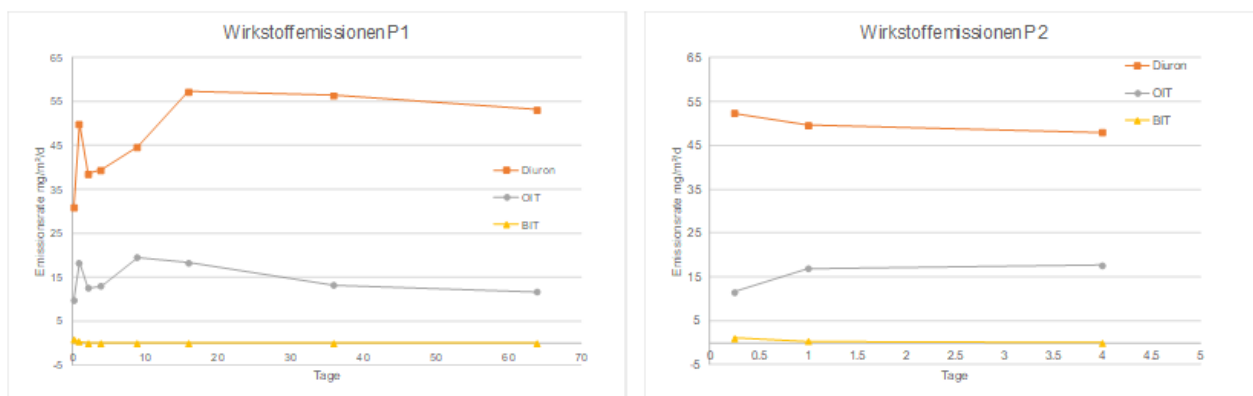 Wirkstoffemissionen P1
65
55
45
35
25
15
5
-5
Emissionsrate mg/m²/d
0 10 20 30 40 50 60 70
Tage
Diuron
OIT
BIT
Wirkstoffemissionen P2
65
55
45
35
25
15
5
-5
Emissionsrate mg/m²/d
0 0.5 1 1.5 2 2.5 3 3.5 4 4.5 5
Tage
Diuron
OIT
BIT